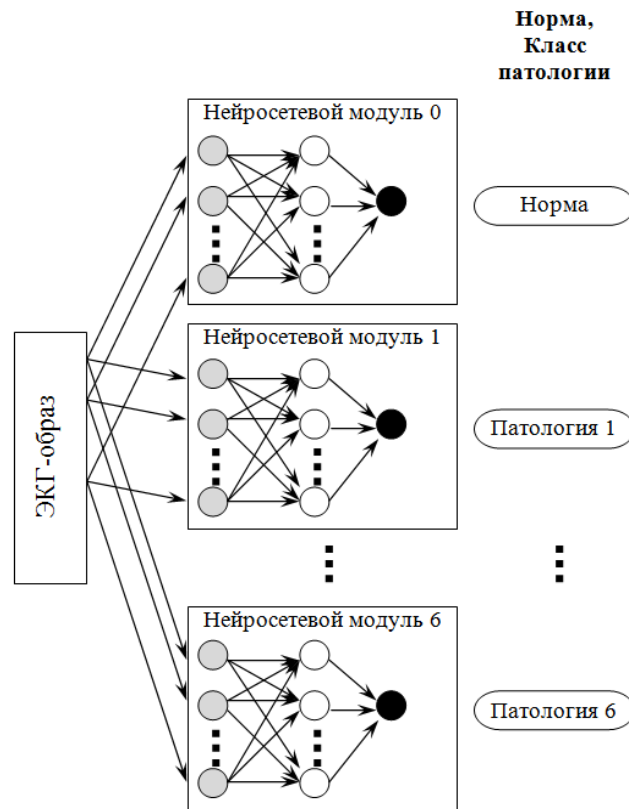 Норма,
Класс
патологии
Нейросетевой модуль 0
Норма
ЭКГ-образ
Нейросетевой модуль 1
Патология 1
Нейросетевой модуль 6
Патология 6